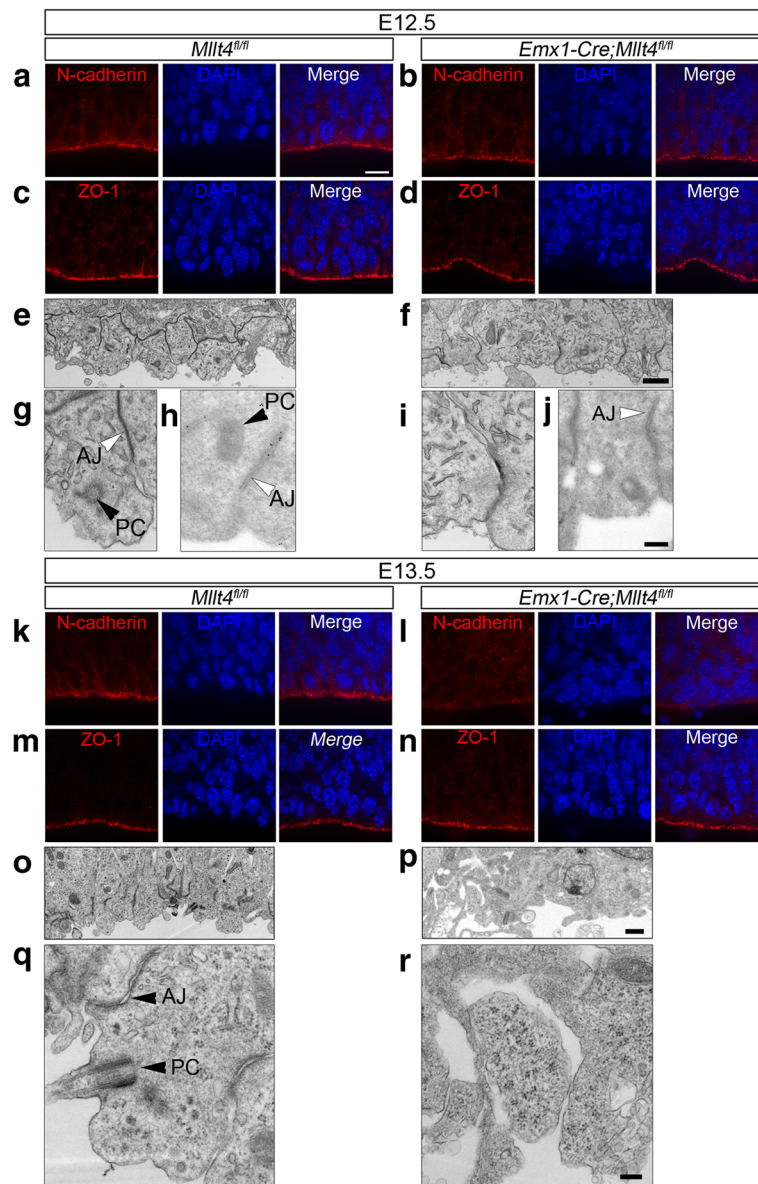 E12.5
Mllt4fl/fl
Emx1-Cre;Mllt4fl/fl
a
N-cadherin
DAPI
Merge
b
N-cadherin
DAPI
Merge
c
ZO-1
DAPI
Merge
d
ZO-1
DAPI
Merge
e
f
g
AJ
PC
h
PC
AJ
i
j
AJ
E13.5
Mllt4fl/fl
Emx1-Cre;Mllt4fl/fl
k
N-cadherin
DAPI
Merge
l
N-cadherin
DAPI
Merge
m
ZO-1
DAPI
Merge
n
ZO-1
DAPI
Merge
o
p
q
AJ
PC
r